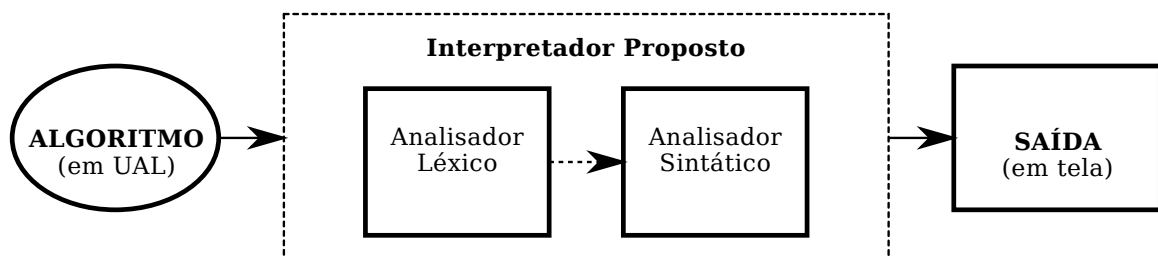 Interpretador Proposto
ALGORITMO
(em UAL)
Analisador
Léxico
Analisador
Sintático
SAÍDA
(em tela)